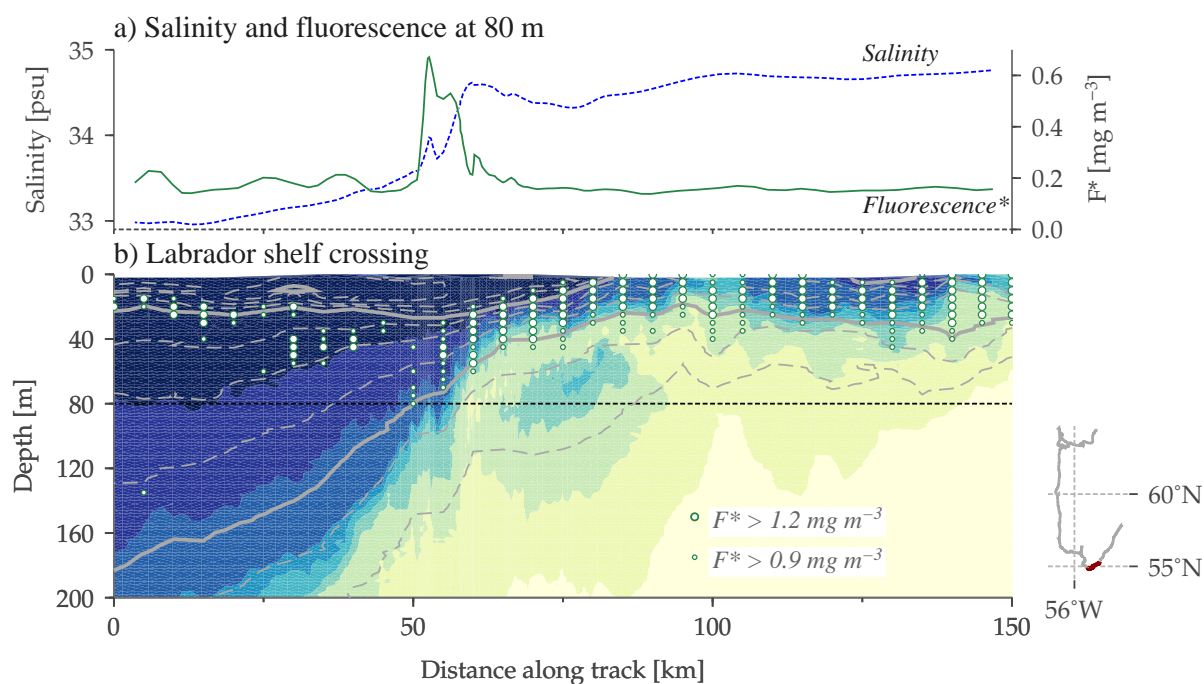 a) Salinity and fluorescence at 80 m
35
34
33
Salinity [psu]
Salinity
Fluorescence*
0.6
0.4
0.2
0.0
F* [mg m⁻³]
b) Labrador shelf crossing
0
40
80
120
160
200
Depth [m]
F* > 1.2 mg m⁻³
F* > 0.9 mg m⁻³
0 50 100 150
Distance along track [km]
60°N
55°N
56°W